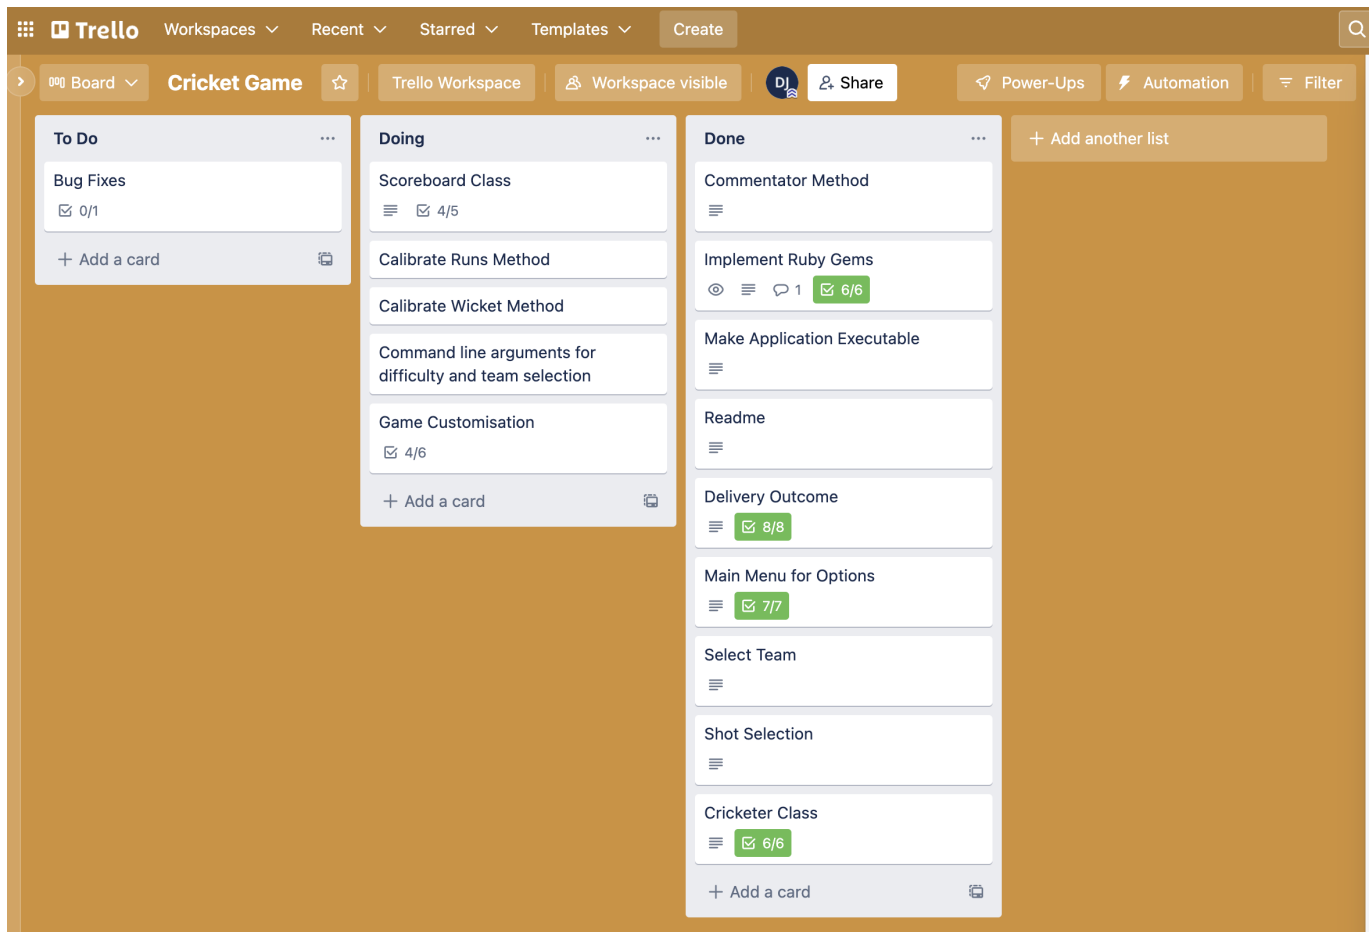 Trello
Workspaces
Recent
Starred
Templates
Create
Board
Cricket Game
Trello Workspace
Workspace visible
DJ
Share
Power-Ups
Automation
Filter
To Do
Bug Fixes
0/1
Add a card
Doing
Scoreboard Class
4/5
Calibrate Runs Method
Calibrate Wicket Method
Command line arguments for
difficulty and team selection
Game Customisation
4/6
Add a card
Done
Commentator Method
Implement Ruby Gems
1
6/6
Make Application Executable
Readme
Delivery Outcome
8/8
Main Menu for Options
7/7
Select Team
Shot Selection
Cricketer Class
6/6
Add a card
Add another list